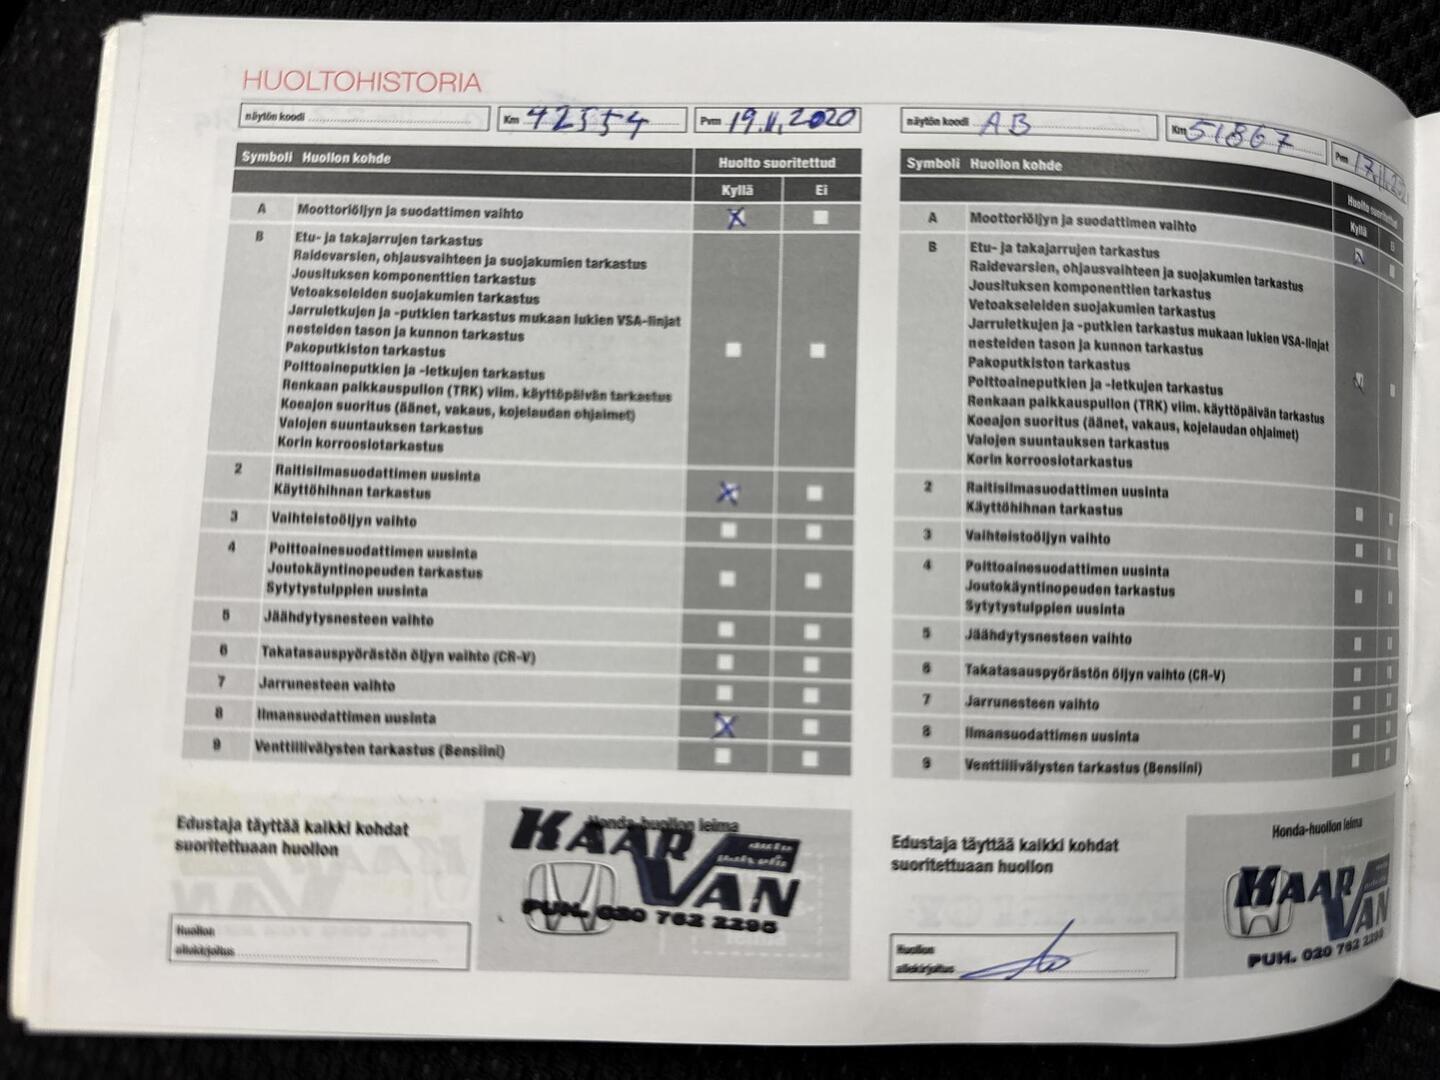 HUOLTOHISTORIA
näytön koodi
Km 42554
Pvm 19.11.2020
Symboli Huollon kohde
Huolto suoritettud
Kyllä Ei
A Moottoriöljyn ja suodattimen vaihto
B Etu- ja takajarrujen tarkastus
Raidevarsien, ohjausvaihteen ja suojakumien tarkastus
Jousituksen komponenttien tarkastus
Vetoakseleiden suojakumien tarkastus
Jarruletkujen ja -putkien tarkastus mukaan lukien VSA-linjat
nesteiden tason ja kunnon tarkastus
Pakoputkiston tarkastus
Polttoaineputkien ja -letkujen tarkastus
Renkaan paikkauspullon (TRK) viim. käyttöpäivän tarkastus
Koeajon suoritus (äänet, vakaus, kojelaudan ohjaimet)
Valojen suuntauksen tarkastus
Korin korroosiotarkastus
2 Raitisilmasuodattimen uusinta
Käyttöhihnan tarkastus
3 Vaihteistoöljyn vaihto
4 Polttoainesuodattimen uusinta
Joutokäyntinopeuden tarkastus
Sytytystulppien uusinta
5 Jäähdytysnesteen vaihto
6 Takatasauspyörästön öljyn vaihto (CR-V)
7 Jarrunesteen vaihto
8 Ilmansuodattimen uusinta
9 Venttiilivälysten tarkastus (Bensiini)
Edustaja täyttää kaikki kohdat
suoritettuaan huollon
Honda-huollon leima
KAAR
VAN
PUH. 020 762 2295
Huollon
allekirjoitus
näytön koodi AB
Km 51867
Pvm 17.11.20
Symboli Huollon kohde
Huolto suoritettud
Kyllä Ei
A Moottoriöljyn ja suodattimen vaihto
B Etu- ja takajarrujen tarkastus
Raidevarsien, ohjausvaihteen ja suojakumien tarkastus
Jousituksen komponenttien tarkastus
Vetoakseleiden suojakumien tarkastus
Jarruletkujen ja -putkien tarkastus mukaan lukien VSA-linjat
nesteiden tason ja kunnon tarkastus
Pakoputkiston tarkastus
Polttoaineputkien ja -letkujen tarkastus
Renkaan paikkauspullon (TRK) viim. käyttöpäivän tarkastus
Koeajon suoritus (äänet, vakaus, kojelaudan ohjaimet)
Valojen suuntauksen tarkastus
Korin korroosiotarkastus
2 Raitisilmasuodattimen uusinta
Käyttöhihnan tarkastus
3 Vaihteistoöljyn vaihto
4 Polttoainesuodattimen uusinta
Joutokäyntinopeuden tarkastus
Sytytystulppien uusinta
5 Jäähdytysnesteen vaihto
6 Takatasauspyörästön öljyn vaihto (CR-V)
7 Jarrunesteen vaihto
8 Ilmansuodattimen uusinta
9 Venttiilivälysten tarkastus (Bensiini)
Edustaja täyttää kaikki kohdat
suoritettuaan huollon
Honda-huollon leima
KAAR
VAN
PUH. 020 762 2295
Huollon
allekirjoitus